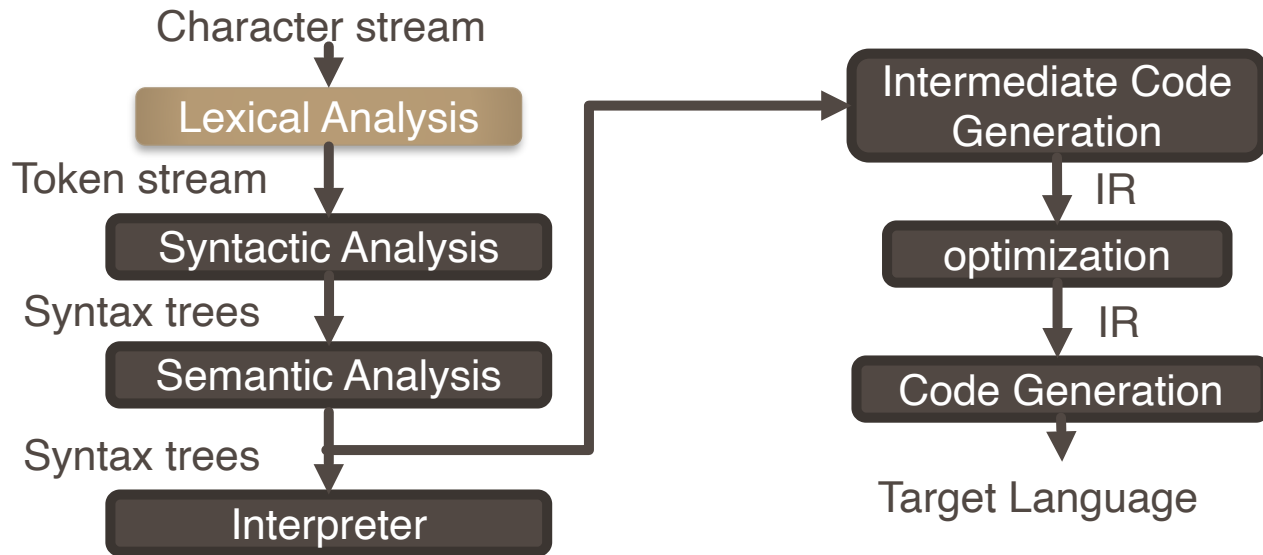 Character stream
Lexical Analysis
Token stream
Syntactic Analysis
Syntax trees
Semantic Analysis
Syntax trees
Interpreter
Intermediate Code
Generation
IR
optimization
IR
Code Generation
Target Language